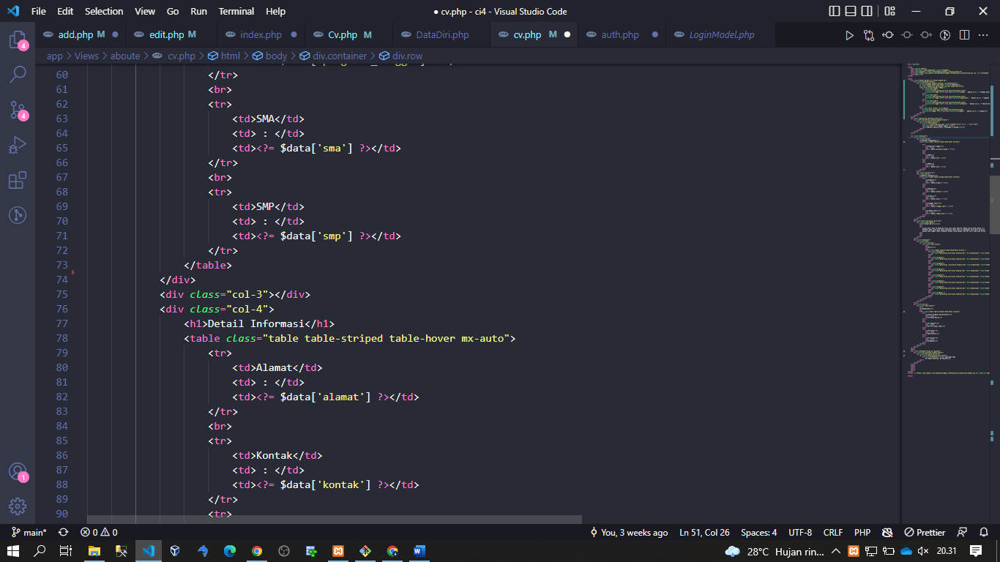 File Edit Selection View Go Run Terminal Help
● cv.php - ci4 - Visual Studio Code
add.php M ● edit.php M index.php ● Cv.php M DataDiri.php cv.php M ● auth.php ● LoginModel.php
app > Views > aboute > cv.php > html > body > div.container > div.row
60 </tr>
61 <br>
62 <tr>
63 <td>SMA</td>
64 <td> : </td>
65 <td><?= $data['sma'] ?></td>
66 </tr>
67 <br>
68 <tr>
69 <td>SMP</td>
70 <td> : </td>
71 <td><?= $data['smp'] ?></td>
72 </tr>
73 </table>
74 </div>
75 <div class="col-3"></div>
76 <div class="col-4">
77 <h1>Detail Informasi</h1>
78 <table class="table table-striped table-hover mx-auto">
79 <tr>
80 <td>Alamat</td>
81 <td> : </td>
82 <td><?= $data['alamat'] ?></td>
83 </tr>
84 <br>
85 <tr>
86 <td>Kontak</td>
87 <td> : </td>
88 <td><?= $data['kontak'] ?></td>
89 </tr>
90 <tr>
4
4
1
main* 0 0 You, 3 weeks ago Ln 51, Col 26 Spaces: 4 UTF-8 CRLF PHP Prettier
28°C Hujan rin... 20.31